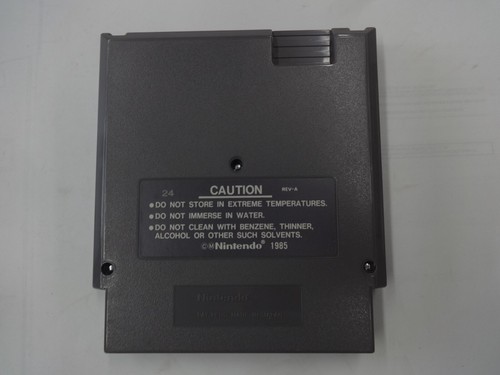 24 CAUTION REV-A
•DO NOT STORE IN EXTREME TEMPERATURES.
•DO NOT IMMERSE IN WATER.
•DO NOT CLEAN WITH BENZENE, THINNER,
ALCOHOL OR OTHER SUCH SOLVENTS.
©M Nintendo® 1985
Nintendo